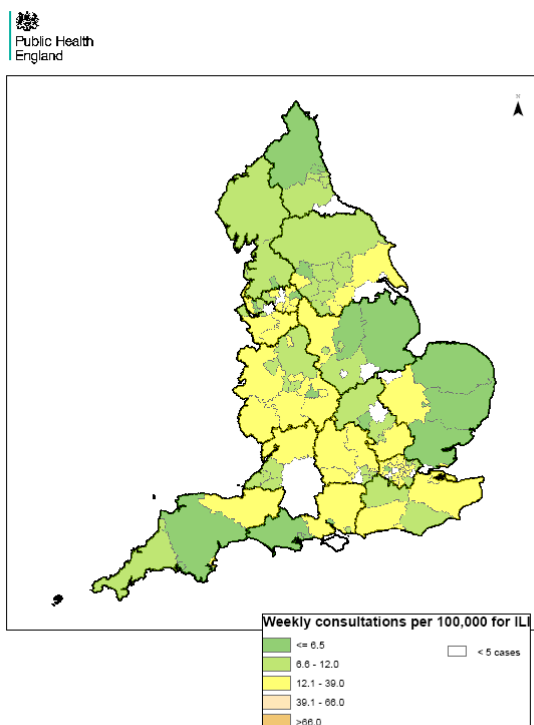 Public Health
England
N
Weekly consultations per 100,000 for ILI
<= 6.5
< 5 cases
6.6 - 12.0
12.1 - 39.0
39.1 - 66.0
>66.0